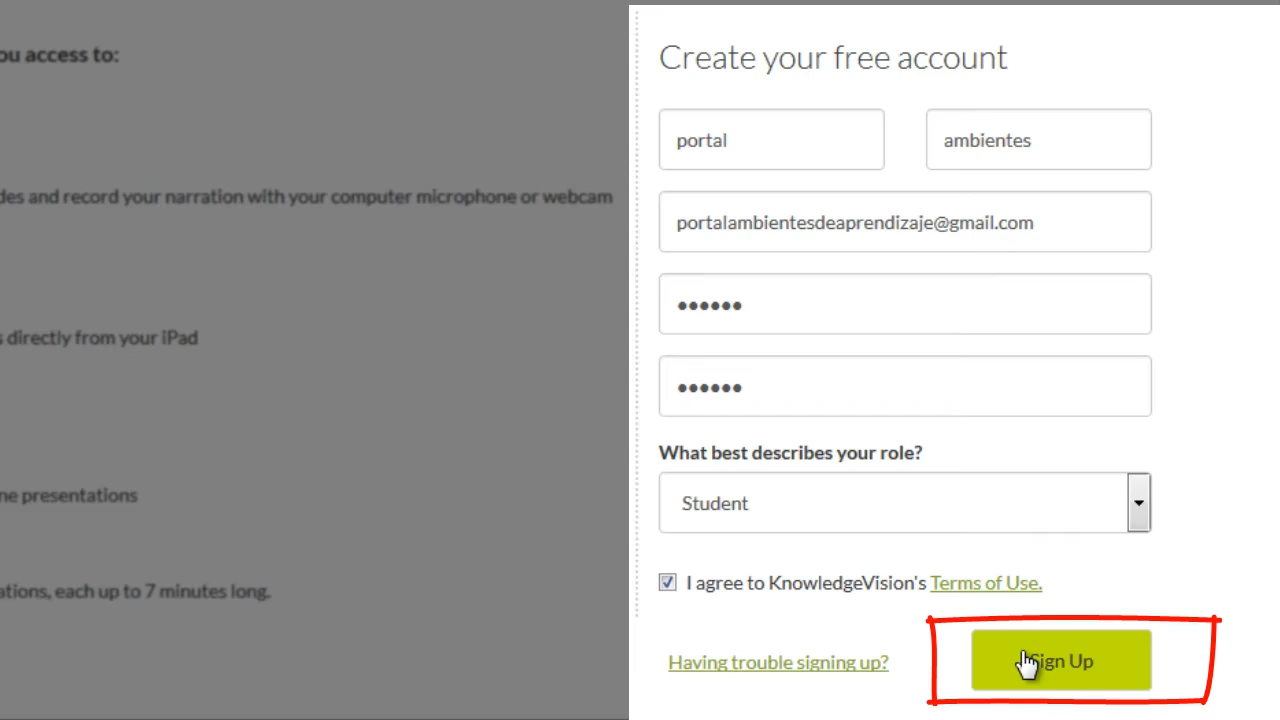 ou access to:
des and record your narration with your computer microphone or webcam
s directly from your iPad
ne presentations
ations, each up to 7 minutes long.
Create your free account
portal
ambientes
portalambientesdeaprendizaje@gmail.com
●●●●●●
●●●●●●
What best describes your role?
Student
I agree to KnowledgeVision's Terms of Use.
Having trouble signing up?
Sign Up